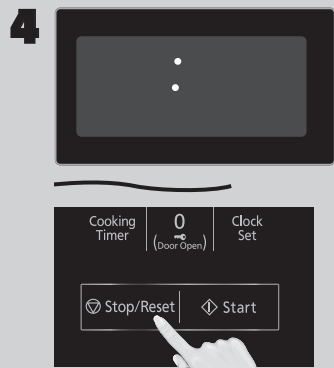 4
:
Cooking 0 Clock
Timer (Door Open) Set
Stop/Reset Start